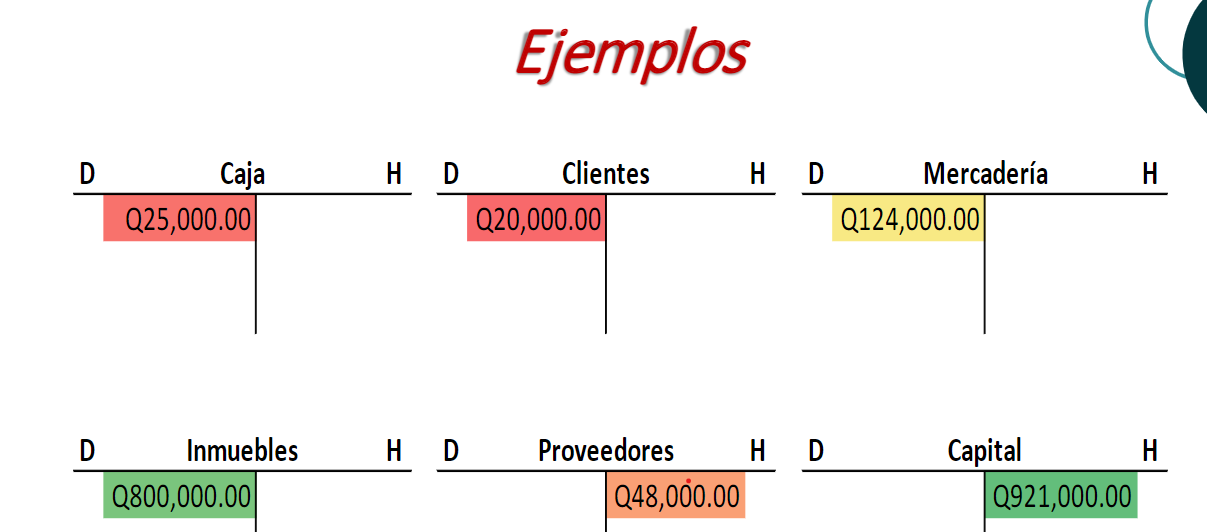 Ejemplos
D Caja H D Clientes H D Mercadería H
Q25,000.00 Q20,000.00 Q124,000.00
D Inmuebles H D Proveedores H D Capital H
Q800,000.00 Q48,000.00 Q921,000.00